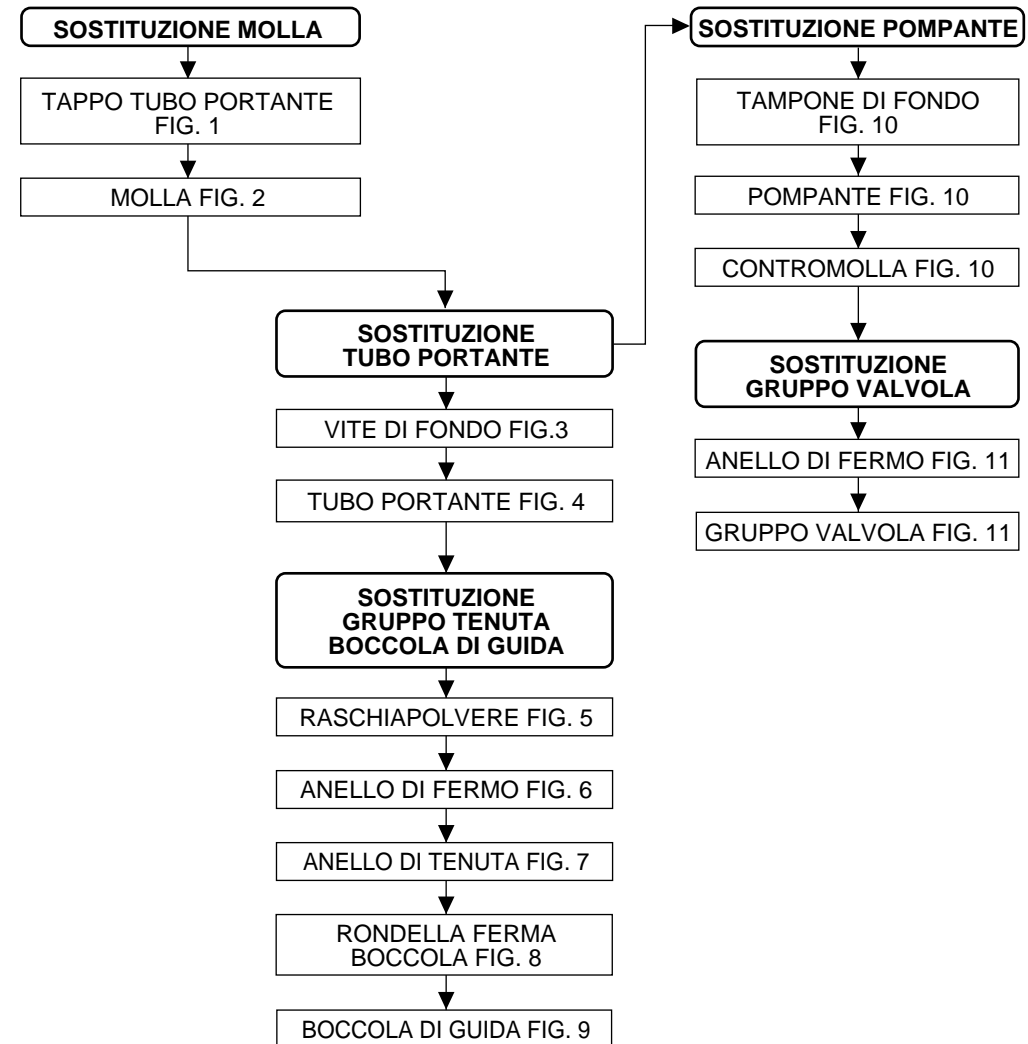 SOSTITUZIONE MOLLA
TAPPO TUBO PORTANTE
FIG. 1
MOLLA FIG. 2
SOSTITUZIONE
TUBO PORTANTE
VITE DI FONDO FIG.3
TUBO PORTANTE FIG. 4
SOSTITUZIONE
GRUPPO TENUTA
BOCCOLA DI GUIDA
RASCHIAPOLVERE FIG. 5
ANELLO DI FERMO FIG. 6
ANELLO DI TENUTA FIG. 7
RONDELLA FERMA
BOCCOLA FIG. 8
BOCCOLA DI GUIDA FIG. 9
SOSTITUZIONE POMPANTE
TAMPONE DI FONDO
FIG. 10
POMPANTE FIG. 10
CONTROMOLLA FIG. 10
SOSTITUZIONE
GRUPPO VALVOLA
ANELLO DI FERMO FIG. 11
GRUPPO VALVOLA FIG. 11